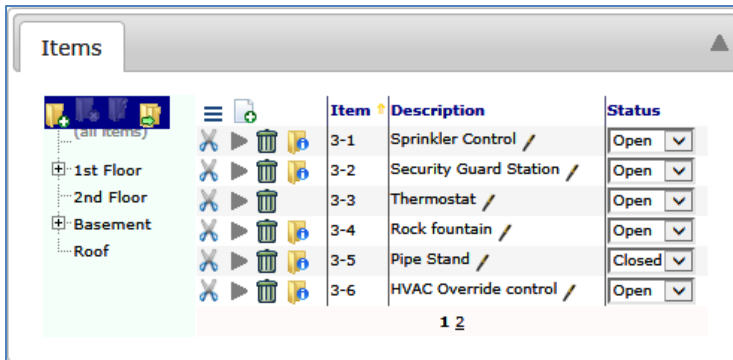 Items
Item Description Status
(all items)
3-1 Sprinkler Control Open
1st Floor
3-2 Security Guard Station Open
2nd Floor
3-3 Thermostat Open
Basement
3-4 Rock fountain Open
Roof
3-5 Pipe Stand Closed
3-6 HVAC Override control Open
1 2